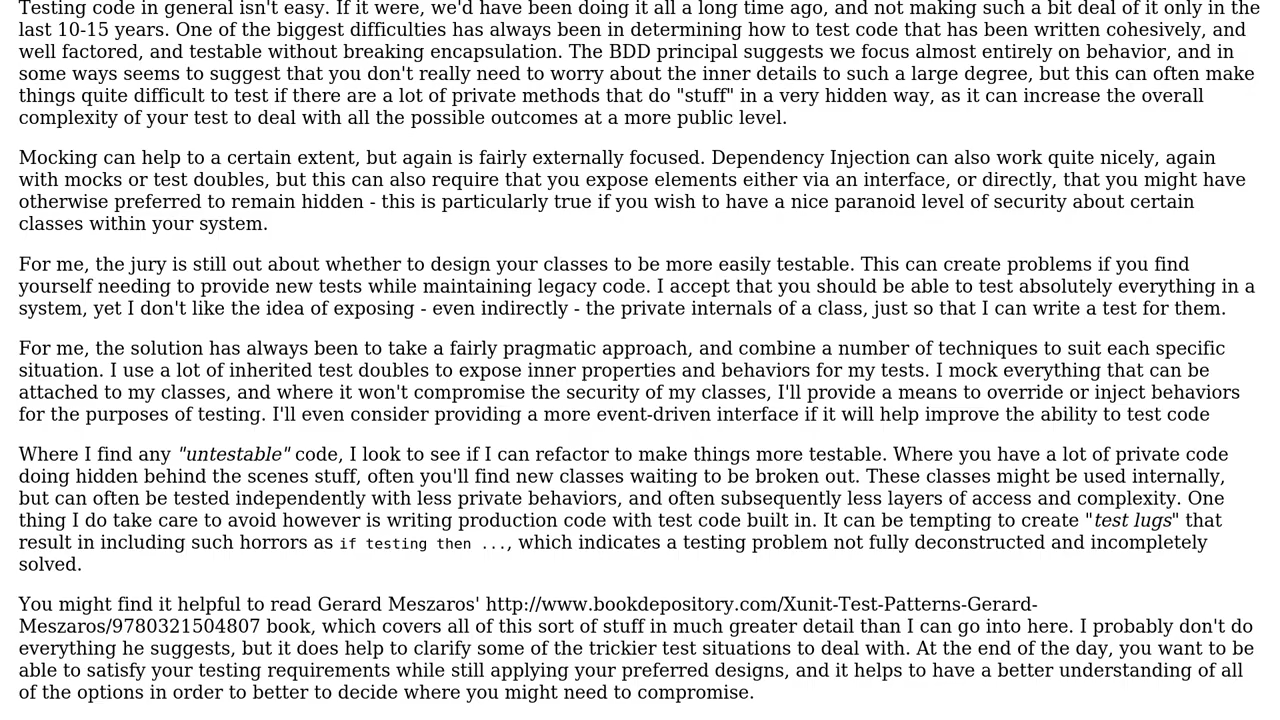 Testing code in general isn't easy. If it were, we'd have been doing it all a long time ago, and not making such a bit deal of it only in the
last 10-15 years. One of the biggest difficulties has always been in determining how to test code that has been written cohesively, and
well factored, and testable without breaking encapsulation. The BDD principal suggests we focus almost entirely on behavior, and in
some ways seems to suggest that you don't really need to worry about the inner details to such a large degree, but this can often make
things quite difficult to test if there are a lot of private methods that do "stuff" in a very hidden way, as it can increase the overall
complexity of your test to deal with all the possible outcomes at a more public level.
Mocking can help to a certain extent, but again is fairly externally focused. Dependency Injection can also work quite nicely, again
with mocks or test doubles, but this can also require that you expose elements either via an interface, or directly, that you might have
otherwise preferred to remain hidden - this is particularly true if you wish to have a nice paranoid level of security about certain
classes within your system.
For me, the jury is still out about whether to design your classes to be more easily testable. This can create problems if you find
yourself needing to provide new tests while maintaining legacy code. I accept that you should be able to test absolutely everything in a
system, yet I don't like the idea of exposing - even indirectly - the private internals of a class, just so that I can write a test for them.
For me, the solution has always been to take a fairly pragmatic approach, and combine a number of techniques to suit each specific
situation. I use a lot of inherited test doubles to expose inner properties and behaviors for my tests. I mock everything that can be
attached to my classes, and where it won't compromise the security of my classes, I'll provide a means to override or inject behaviors
for the purposes of testing. I'll even consider providing a more event-driven interface if it will help improve the ability to test code
Where I find any "untestable" code, I look to see if I can refactor to make things more testable. Where you have a lot of private code
doing hidden behind the scenes stuff, often you'll find new classes waiting to be broken out. These classes might be used internally,
but can often be tested independently with less private behaviors, and often subsequently less layers of access and complexity. One
thing I do take care to avoid however is writing production code with test code built in. It can be tempting to create "test lugs" that
result in including such horrors as if testing then ..., which indicates a testing problem not fully deconstructed and incompletely
solved.
You might find it helpful to read Gerard Meszaros' http://www.bookdepository.com/Xunit-Test-Patterns-Gerard-
Meszaros/9780321504807 book, which covers all of this sort of stuff in much greater detail than I can go into here. I probably don't do
everything he suggests, but it does help to clarify some of the trickier test situations to deal with. At the end of the day, you want to be
able to satisfy your testing requirements while still applying your preferred designs, and it helps to have a better understanding of all
of the options in order to better to decide where you might need to compromise.